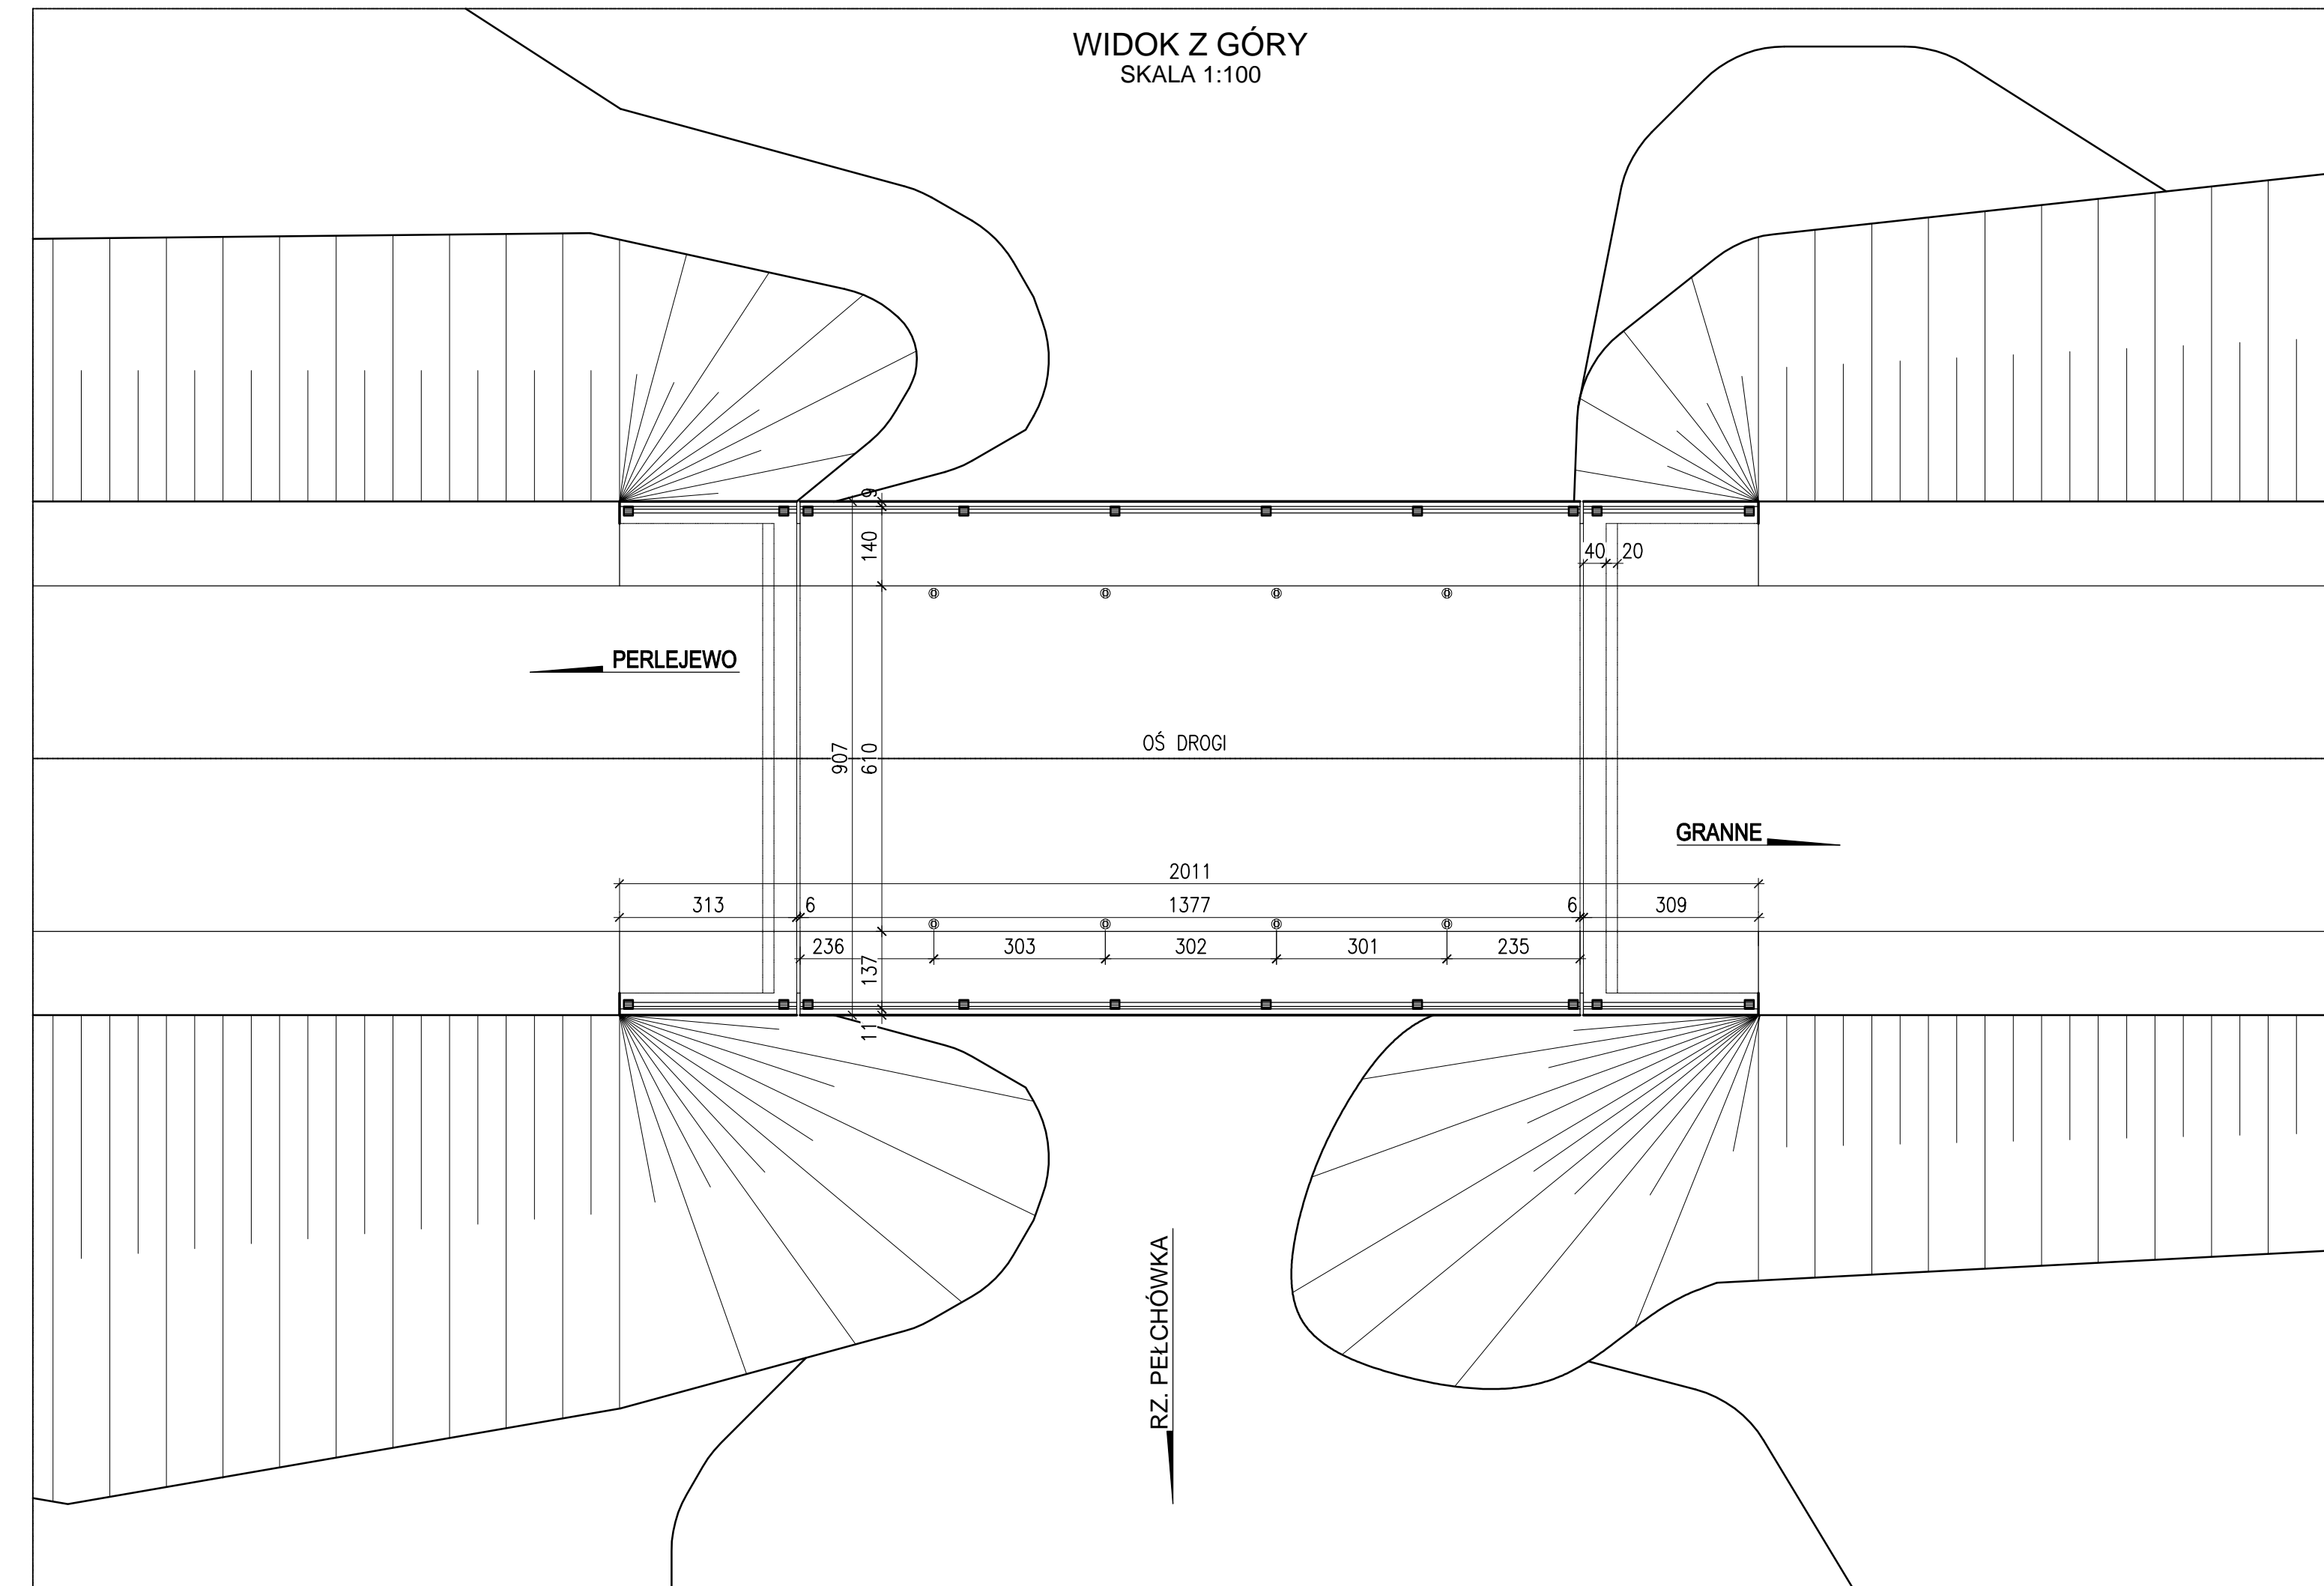 WIDOK Z GÓRY
SKALA 1:100
9
140
40 20
PERLEJEWO
OŚ DROGI
907
610
GRANNE
2011
313 6 1377 6 309
236 303 302 301 235
137
11
RZ. PEŁCHÓWKA